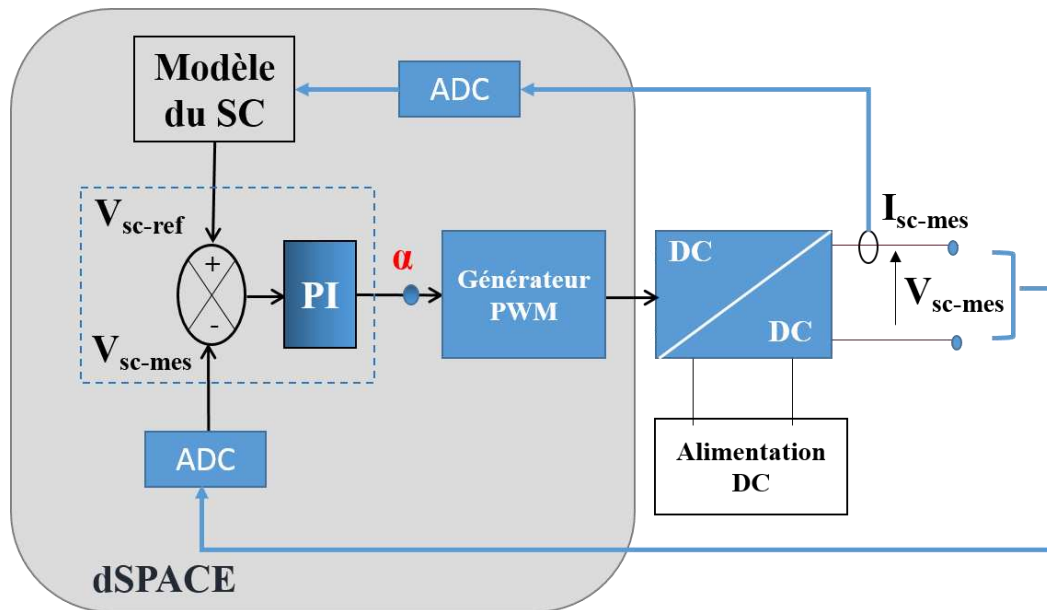 Modèle
du SC
ADC
V sc-ref
I sc-mes
+
PI
α
Générateur
PWM
DC
DC
V sc-mes
-
V sc-mes
ADC
Alimentation
DC
dSPACE